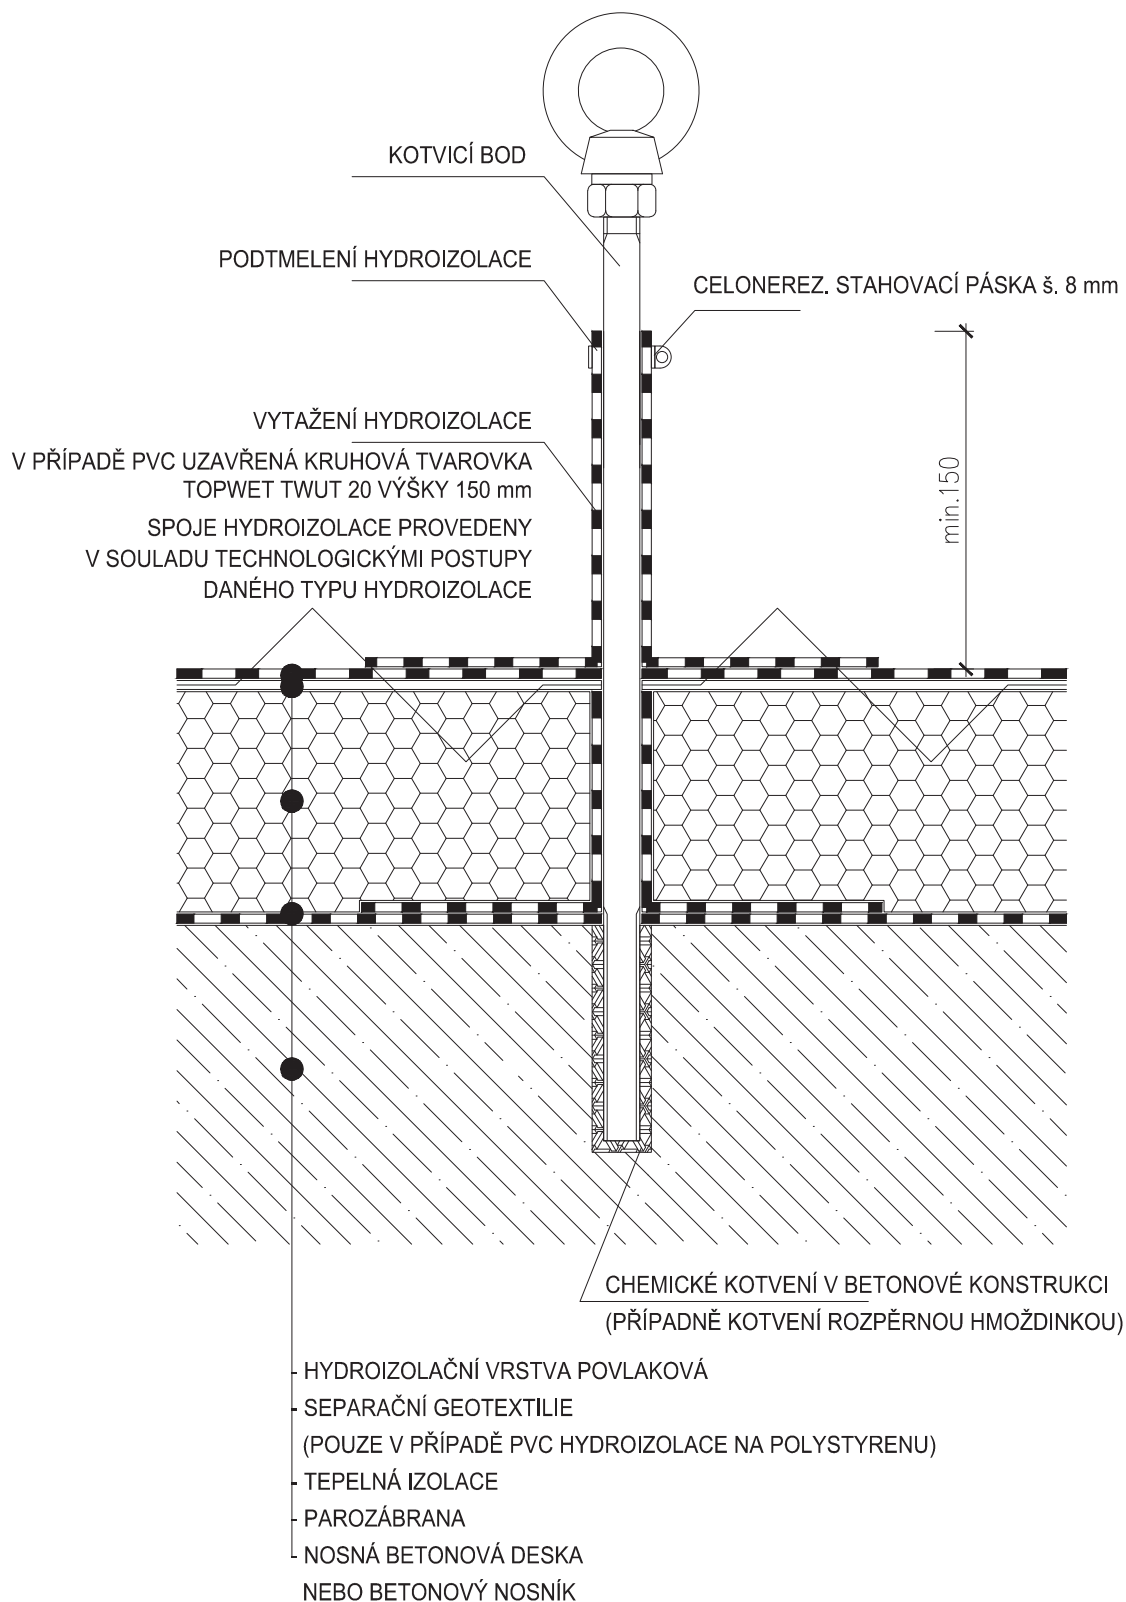 KOTVICÍ BOD
PODTMELENÍ HYDROIZOLACE
CELONEREZ. STAHOVACÍ PÁSKA š. 8 mm
VYTAŽENÍ HYDROIZOLACE
V PŘÍPADĚ PVC UZAVŘENÁ KRUHOVÁ TVAROVKA
TOPWET TWUT 20 VÝŠKY 150 mm
SPOJE HYDROIZOLACE PROVEDENY
V SOULADU TECHNOLOGICKÝMI POSTUPY
DANÉHO TYPU HYDROIZOLACE
min.150
CHEMICKÉ KOTVENÍ V BETONOVÉ KONSTRUKCI
(PŘÍPADNĚ KOTVENÍ ROZPĚRNOU HMOŽDINKOU)
- HYDROIZOLAČNÍ VRSTVA POVLAKOVÁ
- SEPARAČNÍ GEOTEXTILIE
(POUZE V PŘÍPADĚ PVC HYDROIZOLACE NA POLYSTYRENU)
- TEPELNÁ IZOLACE
- PAROZÁBRANA
- NOSNÁ BETONOVÁ DESKA
NEBO BETONOVÝ NOSNÍK